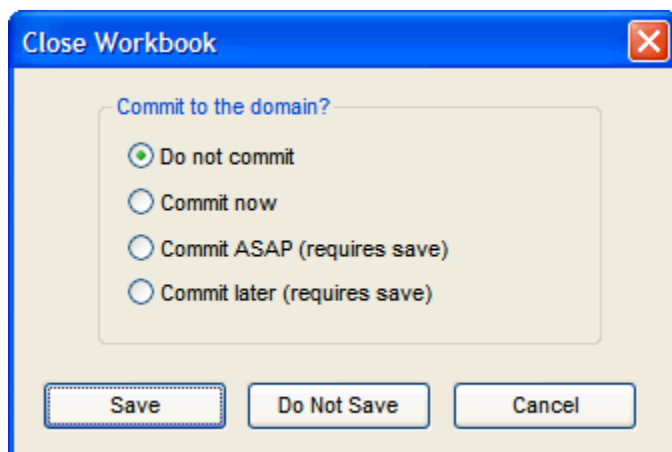 Close Workbook
Commit to the domain?
Do not commit
Commit now
Commit ASAP (requires save)
Commit later (requires save)
Save Do Not Save Cancel